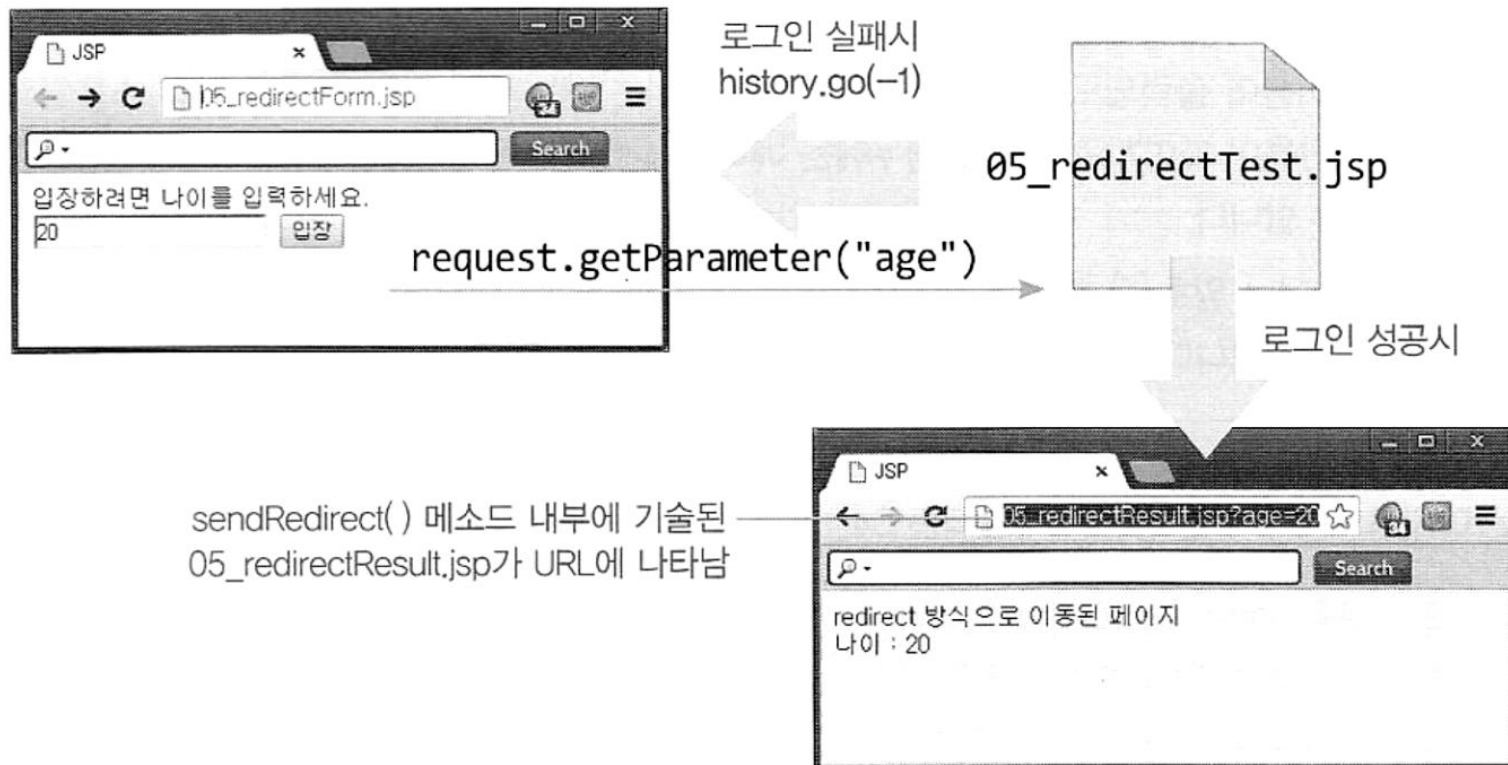 JSP
05_redirectForm.jsp
Search
입장하려면 나이를 입력하세요.
20 입장
로그인 실패시
history.go(-1)
05_redirectTest.jsp
request.getParameter("age")
로그인 성공시
sendRedirect( ) 메소드 내부에 기술된
05_redirectResult.jsp가 URL에 나타남
JSP
05_redirectResult.jsp?age=20
34
Search
redirect 방식으로 이동된 페이지
나이 : 20